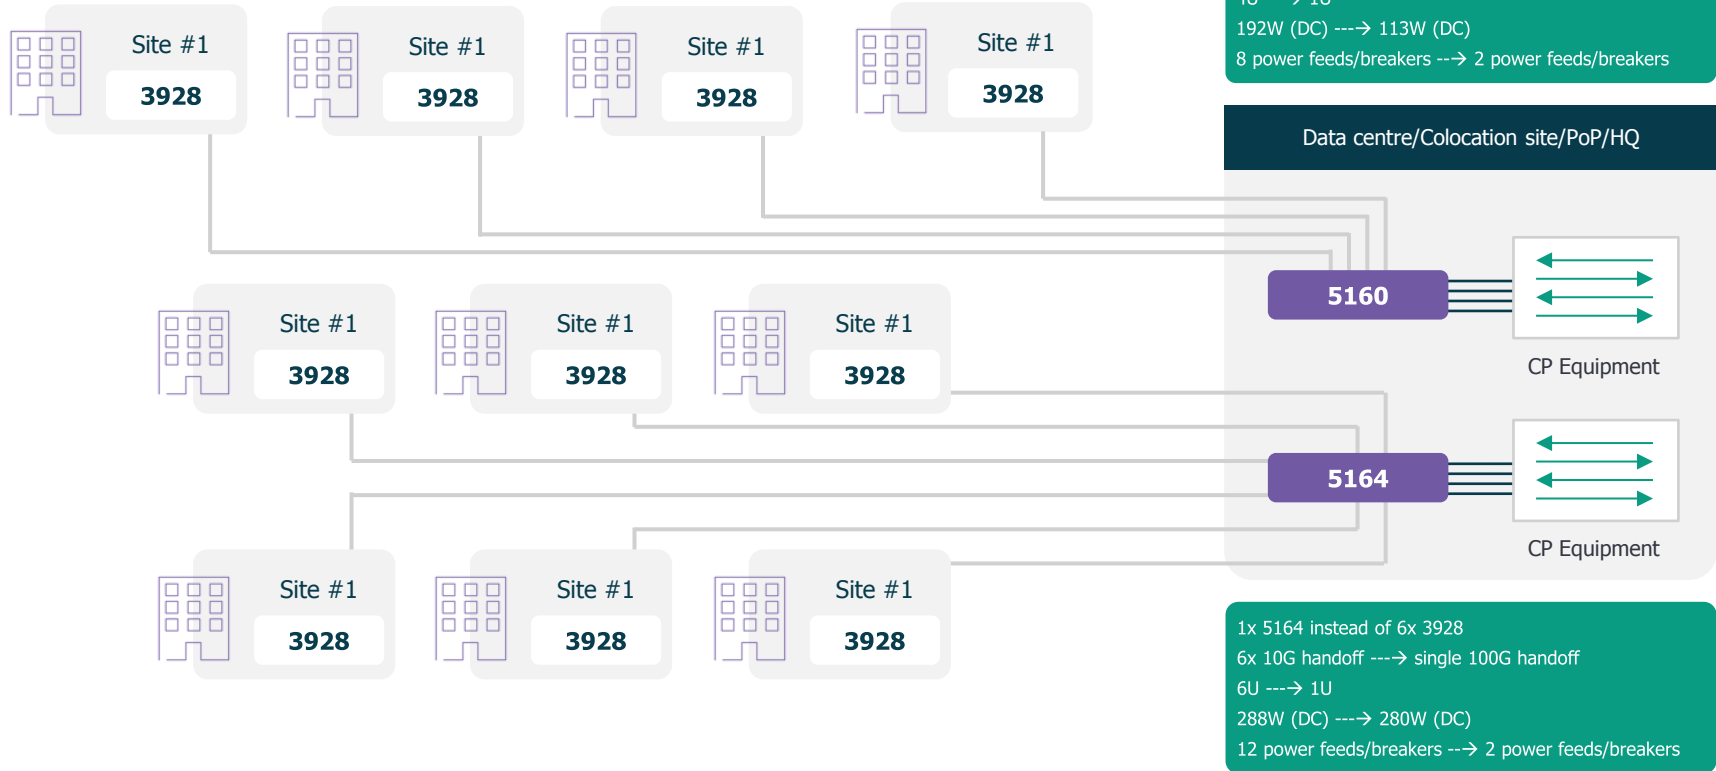 4U ---→ 1U
192W (DC) ---→ 113W (DC)
8 power feeds/breakers --→ 2 power feeds/breakers
Site #1
3928
Site #1
3928
Site #1
3928
Site #1
3928
Data centre/Colocation site/PoP/HQ
5160
CP Equipment
Site #1
3928
Site #1
3928
Site #1
3928
5164
CP Equipment
Site #1
3928
Site #1
3928
Site #1
3928
1x 5164 instead of 6x 3928
6x 10G handoff ---→ single 100G handoff
6U ---→ 1U
288W (DC) ---→ 280W (DC)
12 power feeds/breakers --→ 2 power feeds/breakers